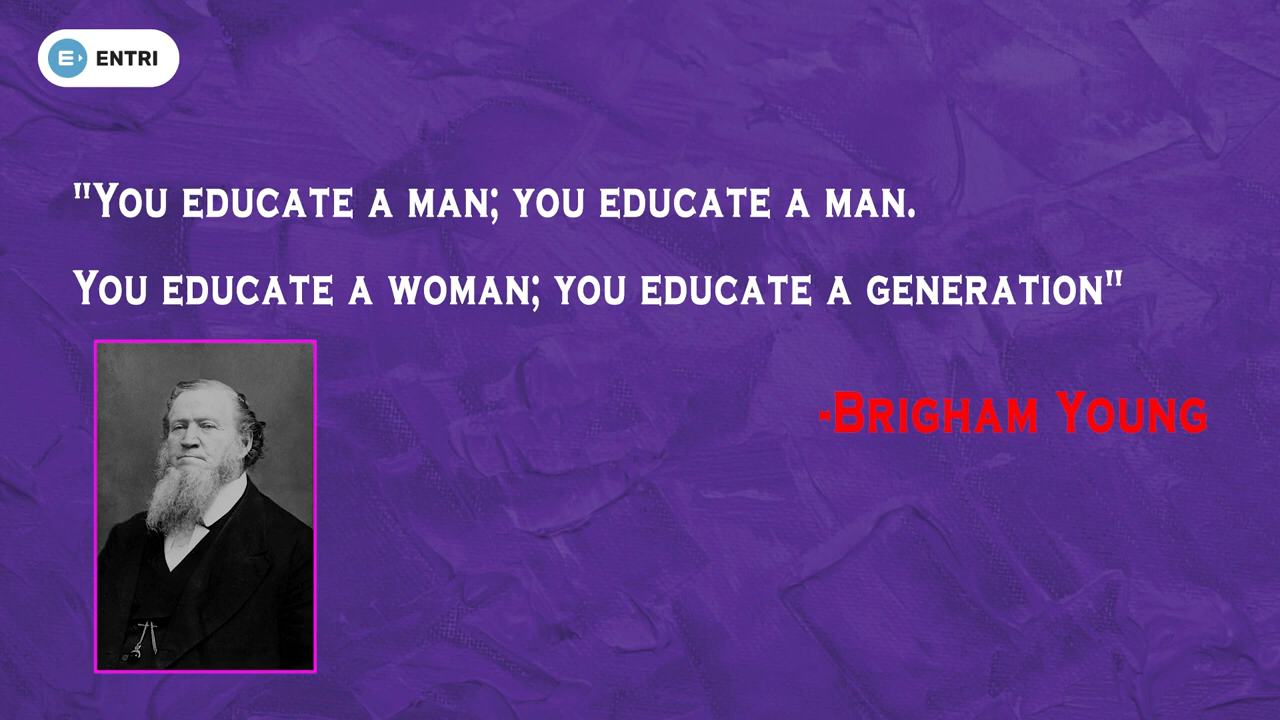 ENTRI
"You educate a man; you educate a man.
You educate a woman; you educate a generation"
-Brigham Young